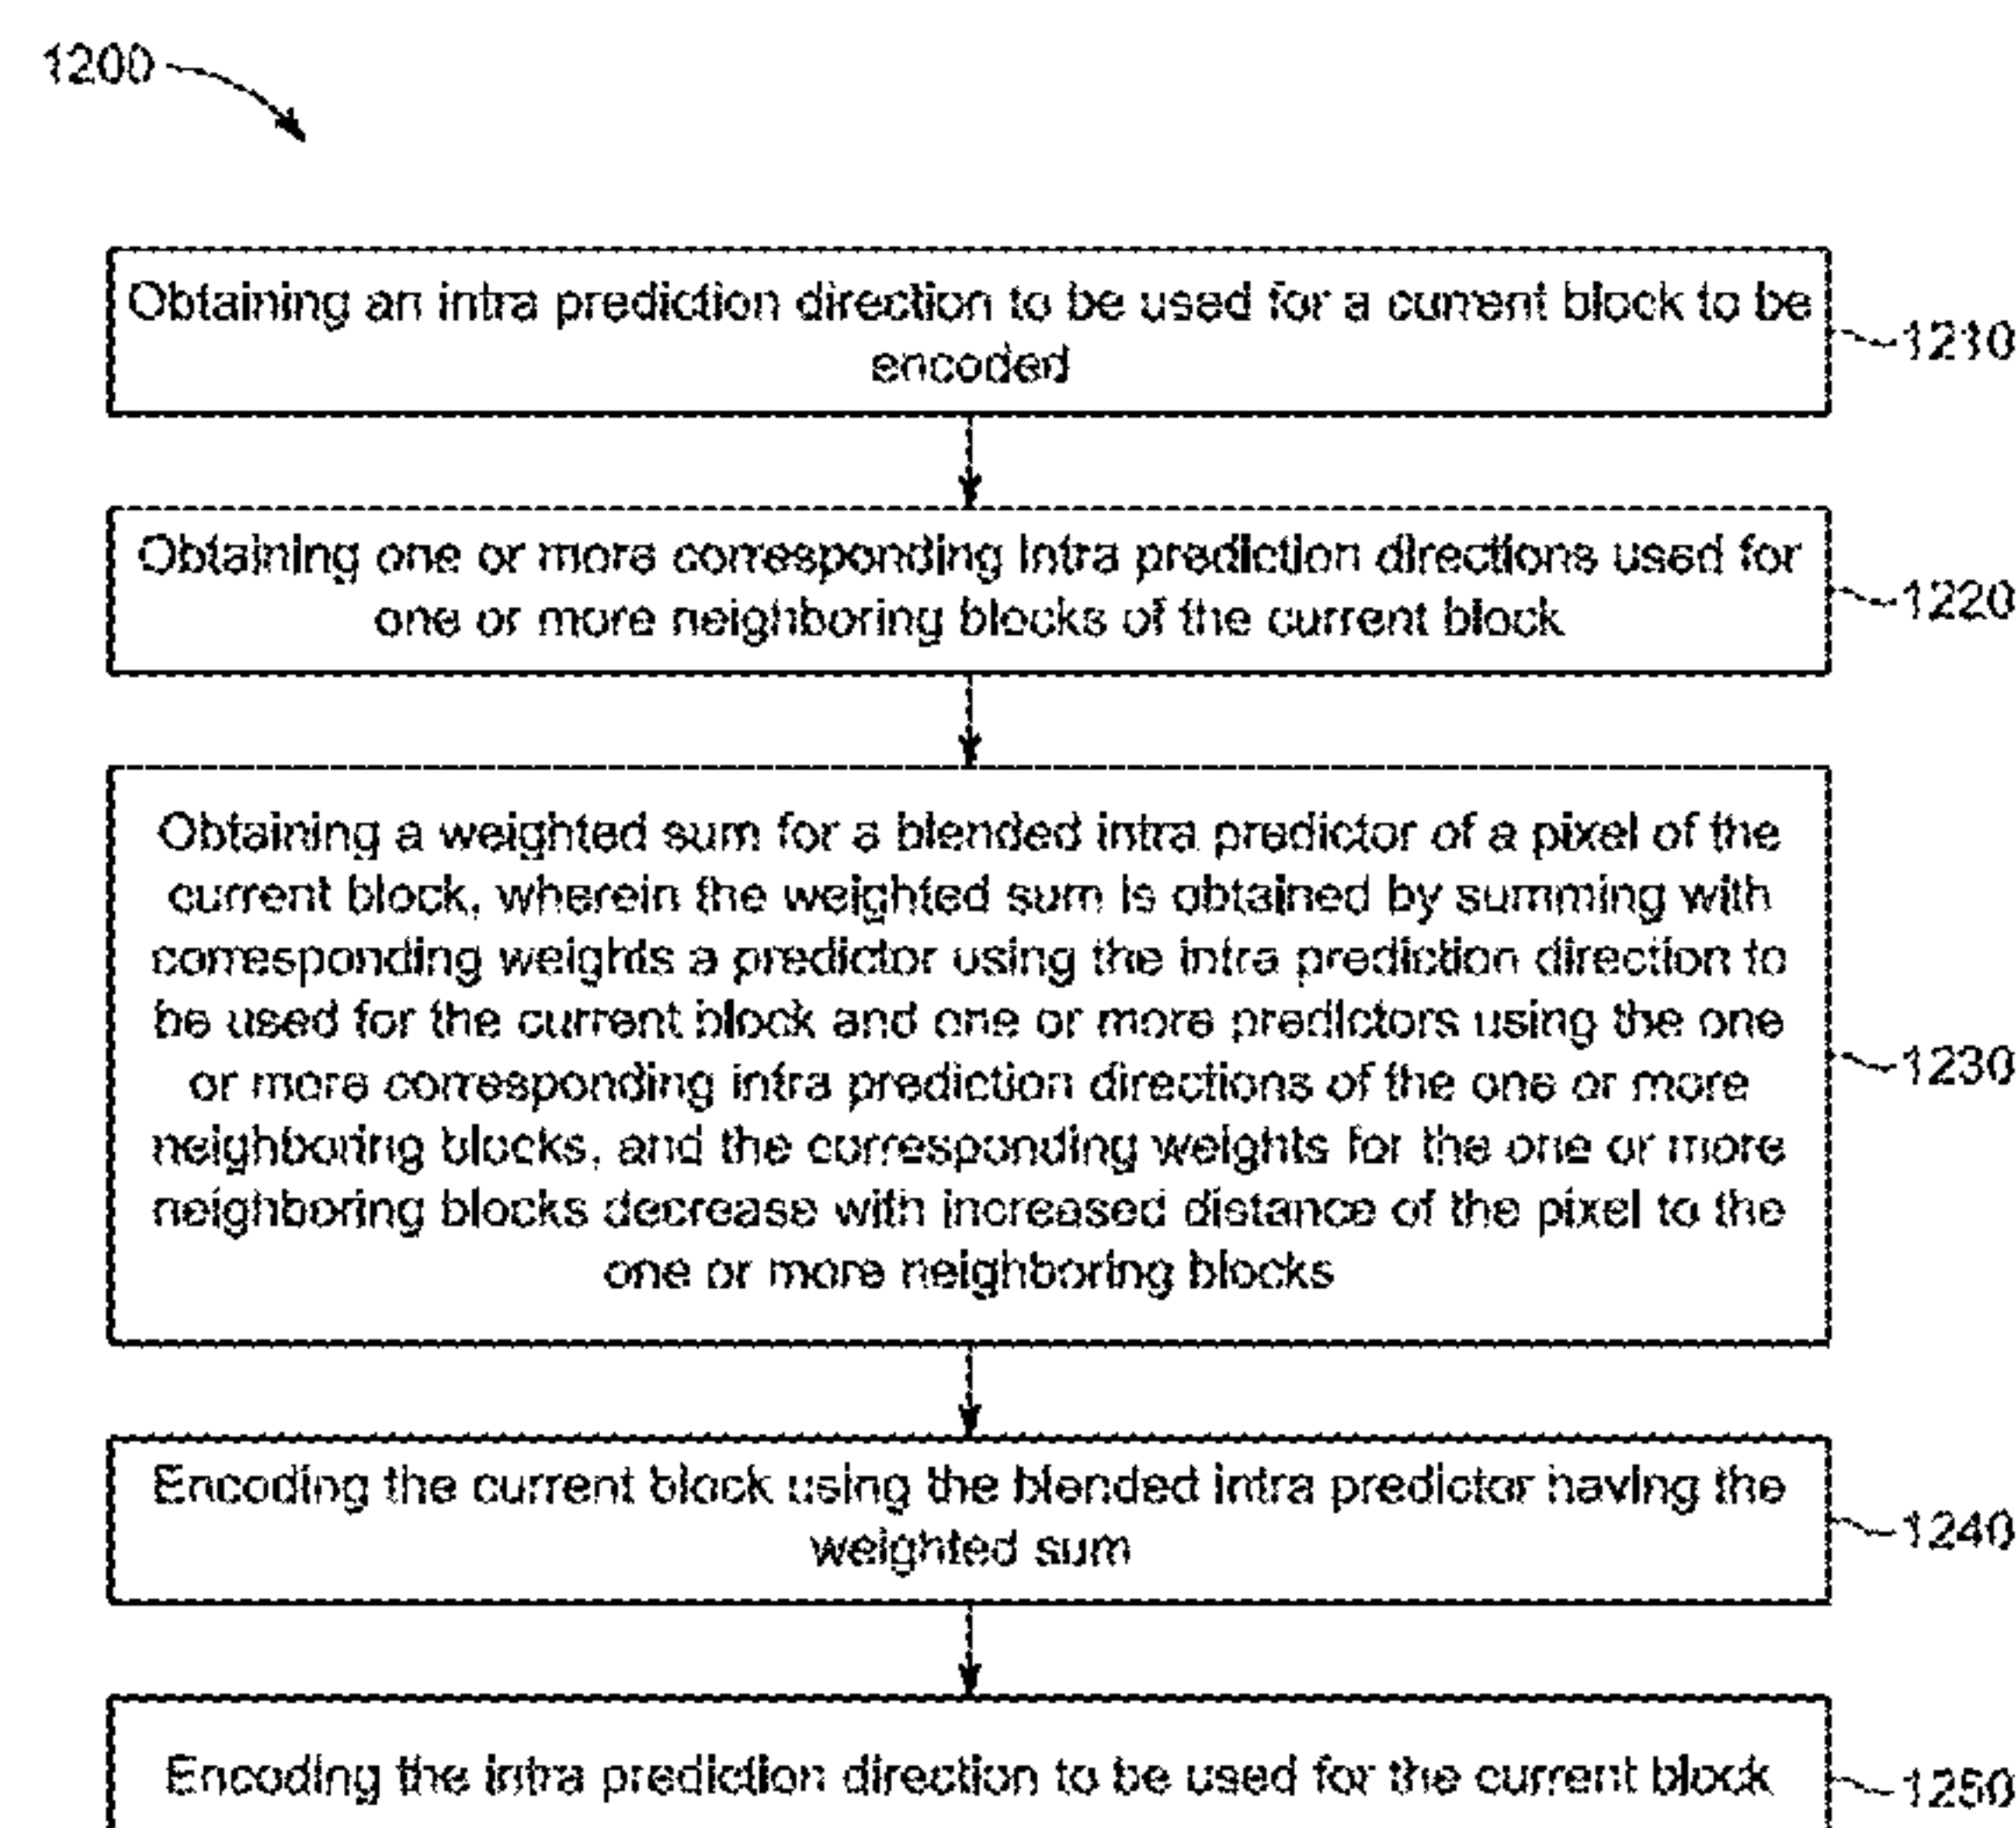 1200
Obtaining an intra prediction direction to be used for a current block to be
encoded
1210
Obtaining one or more corresponding intra prediction directions used for
one or more neighboring blocks of the current block
1220
Obtaining a weighted sum for a blended intra predictor of a pixel of the
current block, wherein the weighted sum is obtained by summing with
corresponding weights a predictor using the intra prediction direction to
be used for the current block and one or more predictors using the one
or more corresponding intra prediction directions of the one or more
neighboring blocks, and the corresponding weights for the one or more
neighboring blocks decrease with increased distance of the pixel to the
one or more neighboring blocks
1230
Encoding the current block using the blended intra predictor having the
weighted sum
1240
Encoding the intra prediction direction to be used for the current block
1250